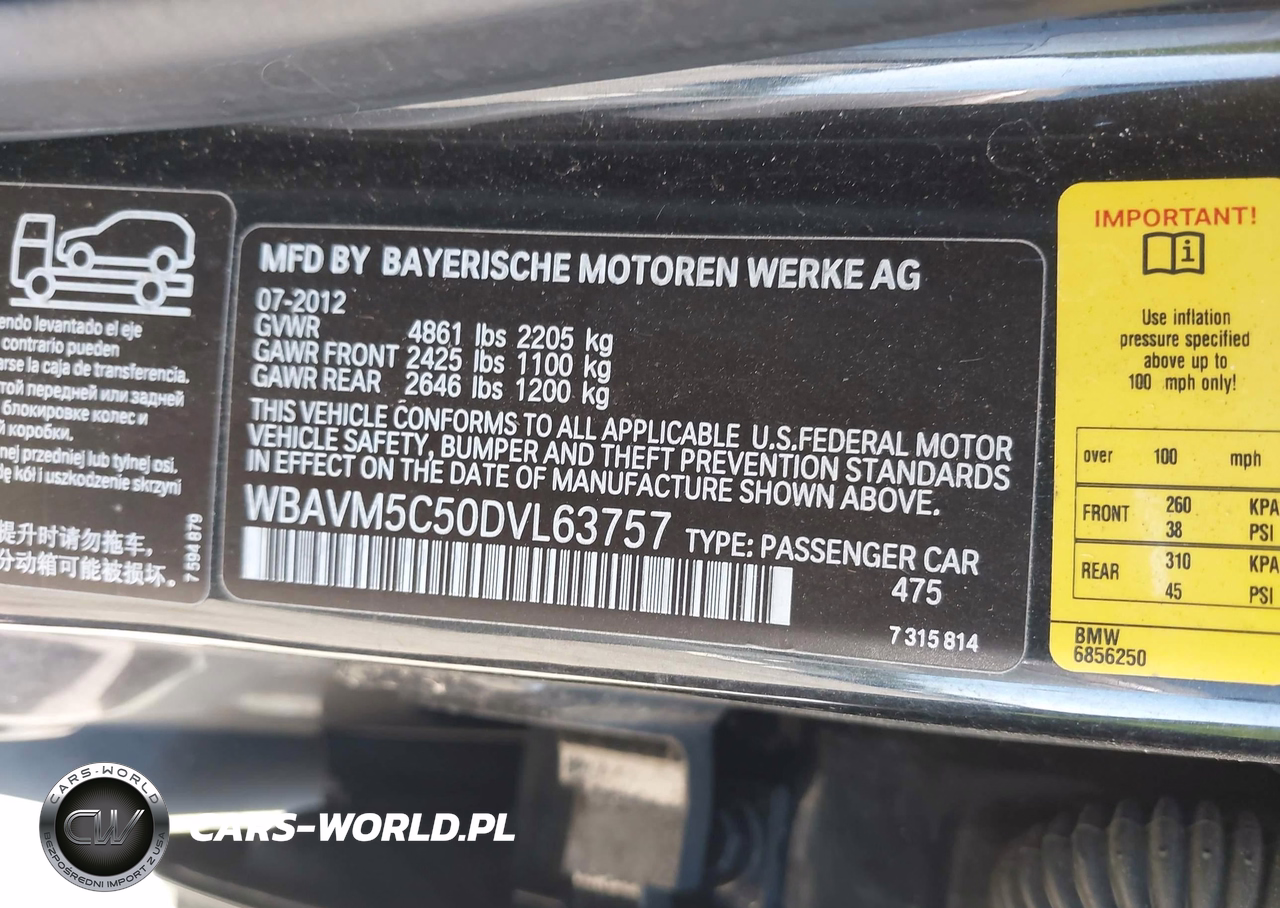 endo levantado el eje
contrario pueden
arse la caja de transferencia.
той передней или задней
блокировке колес и
й коробки.
nej przedniej lub tylnej osi.
ę kół i uszkodzenie skrzyni
提升时请勿拖车，
分动箱可能被损坏。
7 594 879
MFD BY BAYERISCHE MOTOREN WERKE AG
07-2012
GVWR 4861 lbs 2205 kg
GAWR FRONT 2425 lbs 1100 kg
GAWR REAR 2646 lbs 1200 kg
THIS VEHICLE CONFORMS TO ALL APPLICABLE U.S.FEDERAL MOTOR
VEHICLE SAFETY, BUMPER AND THEFT PREVENTION STANDARDS
IN EFFECT ON THE DATE OF MANUFACTURE SHOWN ABOVE.
WBAVM5C50DVL63757 TYPE: PASSENGER CAR
475
7 315 814
IMPORTANT!
i
Use inflation
pressure specified
above up to
100 mph only!
over 100 mph
FRONT 260 KPA
38 PSI
REAR 310 KPA
45 PSI
BMW
6856250
CARS-WORLD
CW
BEZPOŚREDNI IMPORT Z USA
CARS-WORLD.PL